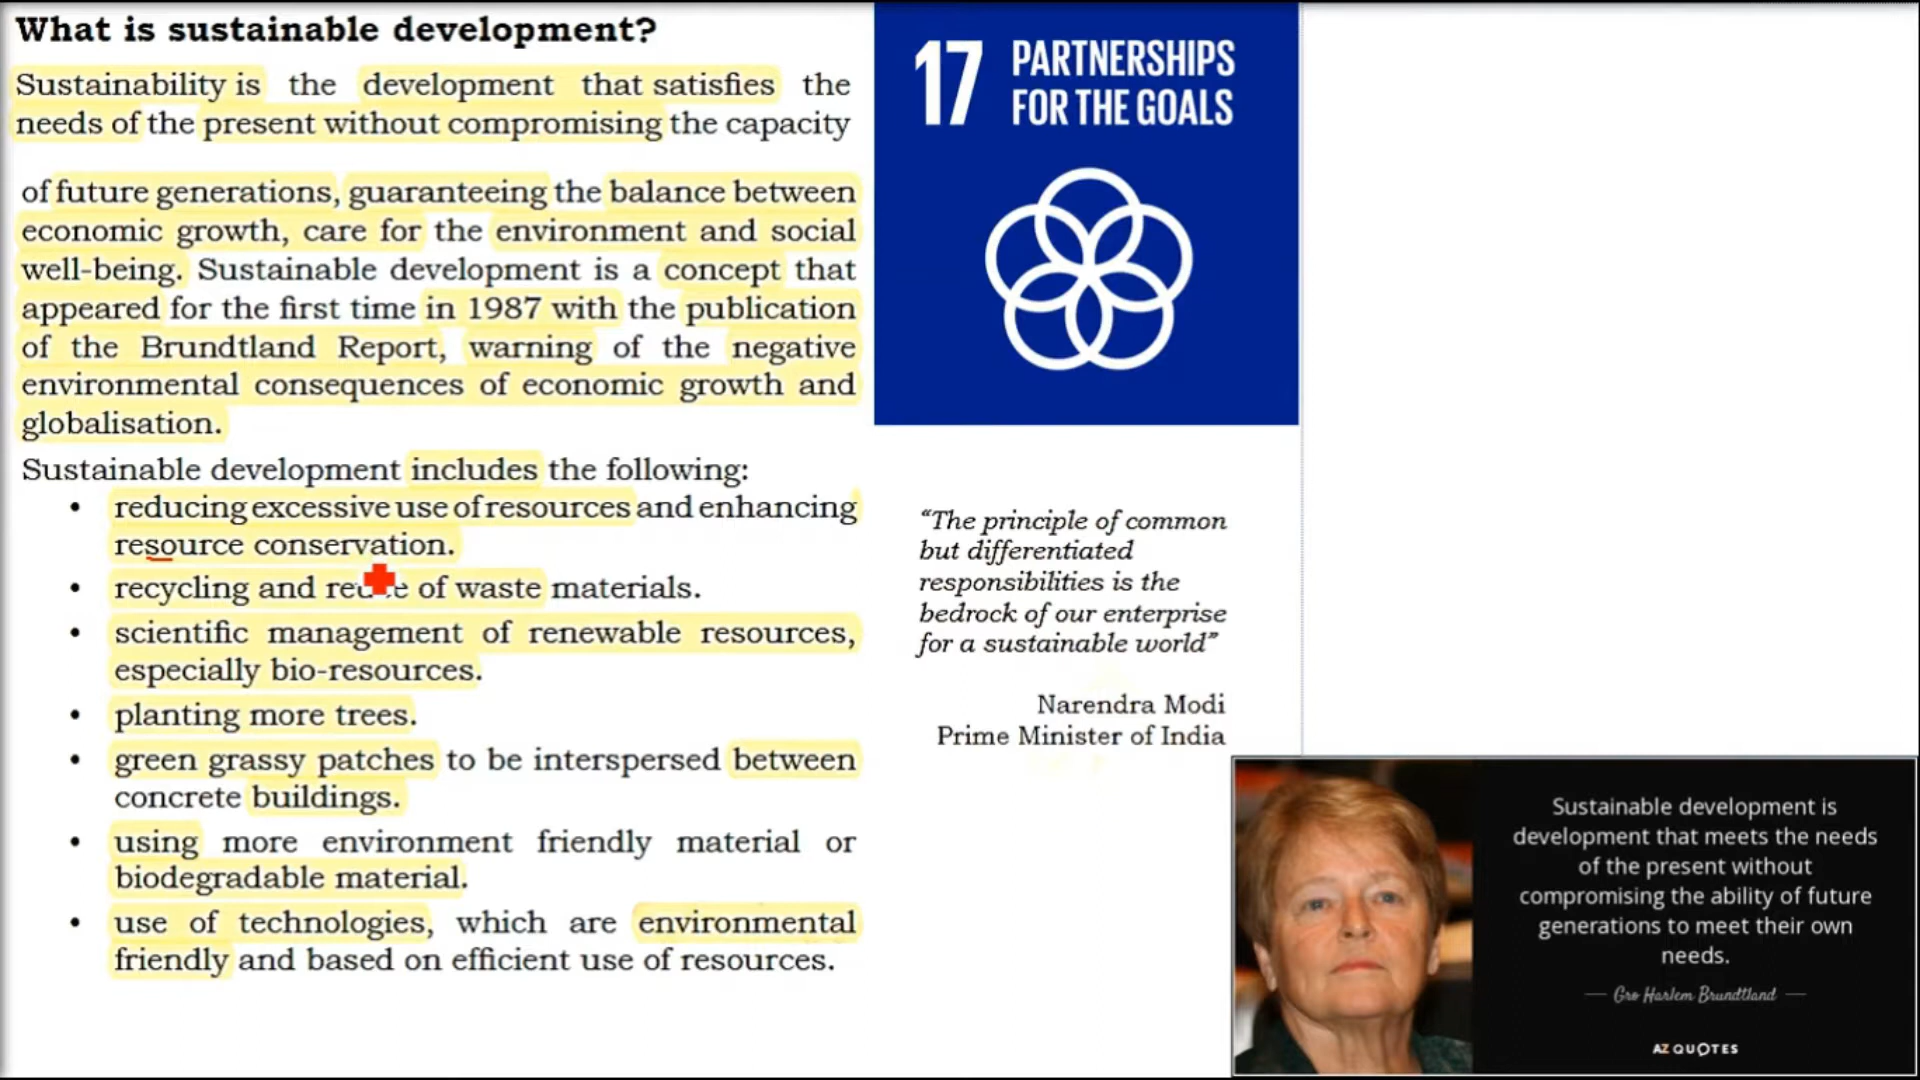 What is sustainable development?
Sustainability is the development that satisfies the
needs of the present without compromising the capacity
of future generations, guaranteeing the balance between
economic growth, care for the environment and social
well-being. Sustainable development is a concept that
appeared for the first time in 1987 with the publication
of the Brundtland Report, warning of the negative
environmental consequences of economic growth and
globalisation.
Sustainable development includes the following:
• reducing excessive use of resources and enhancing
resource conservation.
• recycling and of waste materials.
• scientific management of renewable resources,
especially bio-resources.
• planting more trees.
• green grassy patches to be interspersed between
concrete buildings.
• using more environment friendly material or
biodegradable material.
• use of technologies, which are environmental
friendly and based on efficient use of resources.
17 PARTNERSHIPS
FOR THE GOALS
“The principle of common
but differentiated
responsibilities is the
bedrock of our enterprise
for a sustainable world”
Narendra Modi
Prime Minister of India
Sustainable development is
development that meets the needs
of the present without
compromising the ability of future
generations to meet their own
needs.
— Gro Harlem Brundtland —
AZ QUOTES